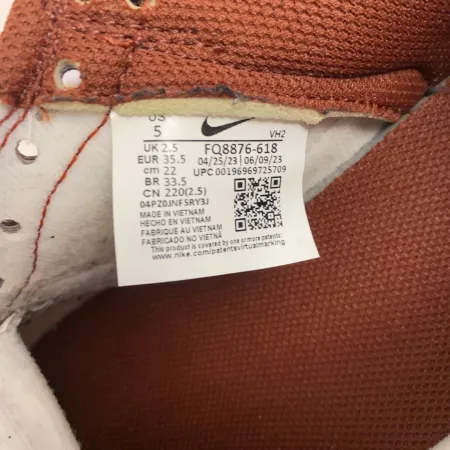 US
5
VH2
UK 2.5 FQ8876-618
EUR 35.5 04/25/23 06/09/23
cm 22 UPC 00196969725709
BR 33.5
CN 220(2.5)
04PZ0JNFSRY3J
MADE IN VIETNAM
HECHO EN VIETNAM
FABRIQUE AU VIETNAM
FABRICADO NO VIETNÃ
This product is covered by one or more patents:
www.nike.com/patentsvirtualmarking